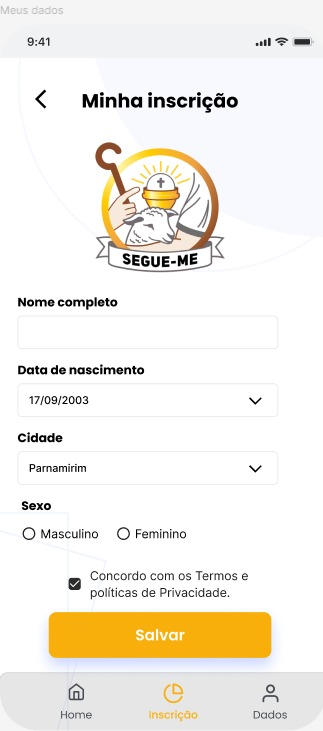 Meus dados
9:41
Minha inscrição
SEGUE-ME
Nome completo
Data de nascimento
17/09/2003
Cidade
Parnamirim
Sexo
Masculino Feminino
Concordo com os Termos e
políticas de Privacidade.
Salvar
Home Inscrição Dados